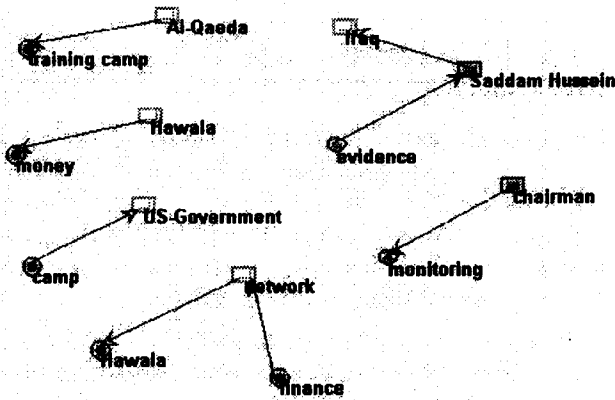 Al-Qaeda
Iraq
training camp
Saddam Hussein
Hawala
money
evidence
US-Government
chairman
camp
network
monitoring
Hawala
finance